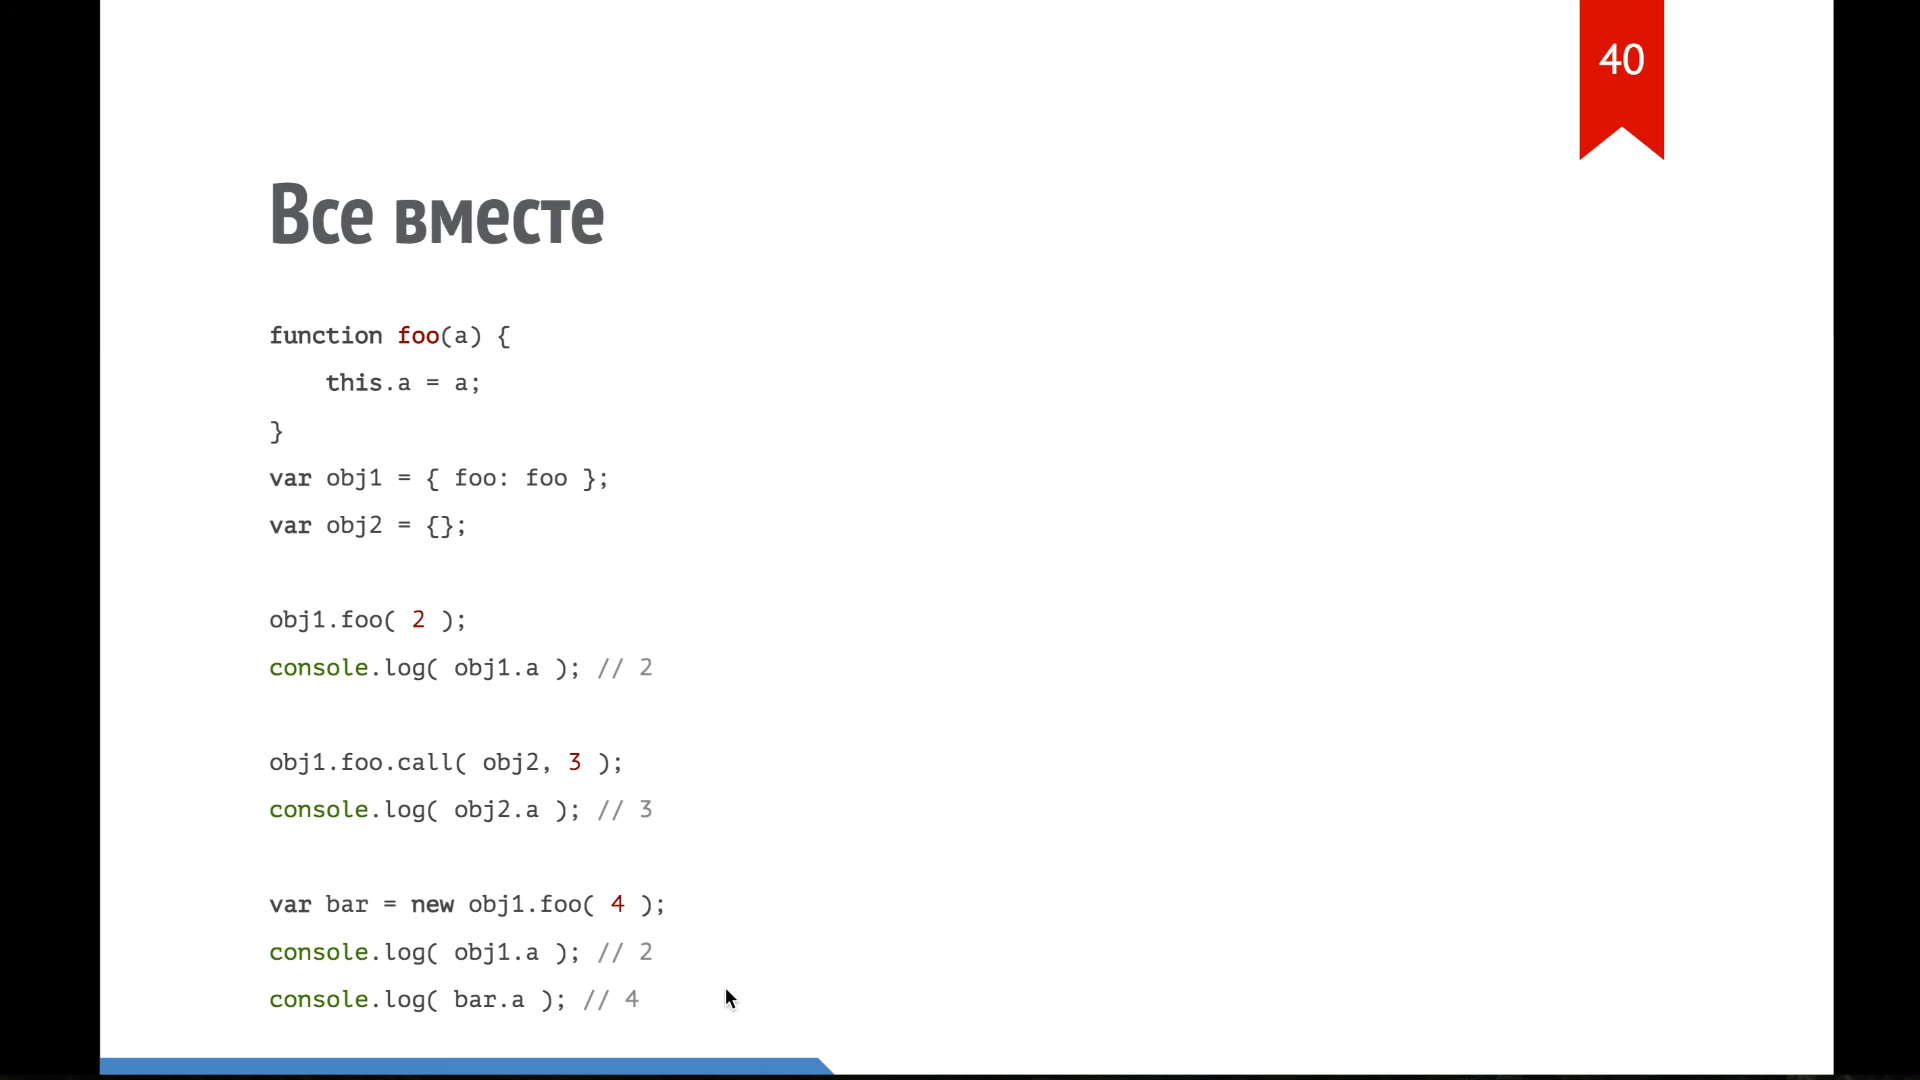 40
Все вместе
function foo(a) {
    this.a = a;
}
var obj1 = { foo: foo };
var obj2 = {};
obj1.foo( 2 );
console.log( obj1.a ); // 2
obj1.foo.call( obj2, 3 );
console.log( obj2.a ); // 3
var bar = new obj1.foo( 4 );
console.log( obj1.a ); // 2
console.log( bar.a ); // 4